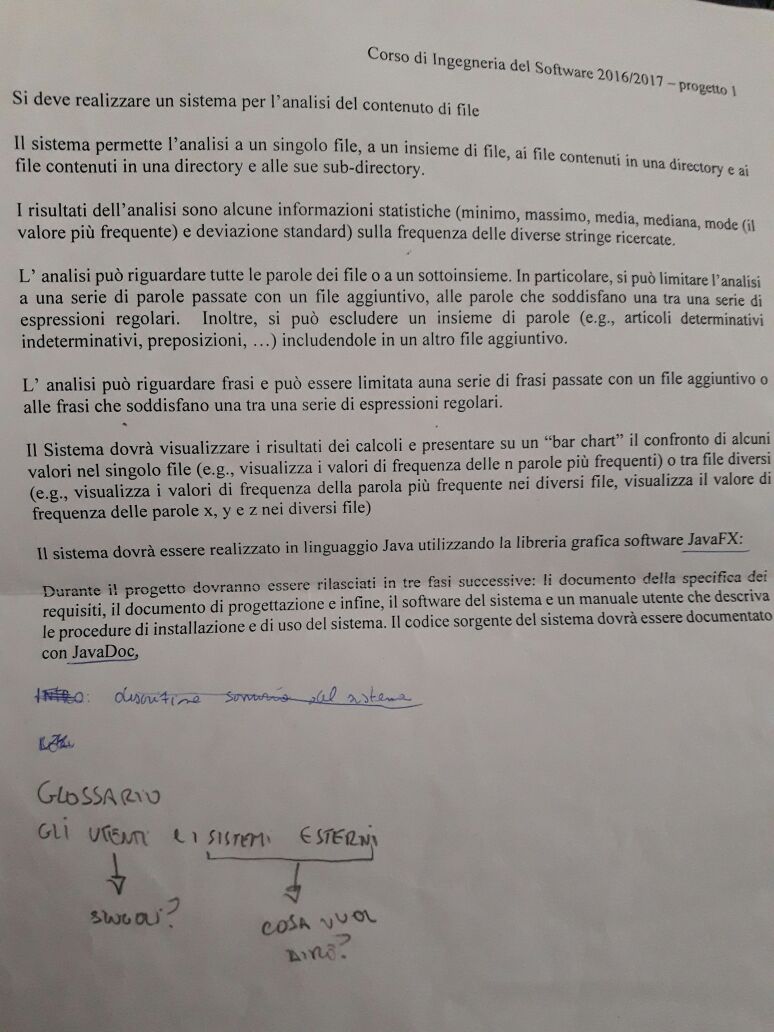 Corso di Ingegneria del Software 2016/2017 – progetto 1
Si deve realizzare un sistema per l'analisi del contenuto di file
Il sistema permette l'analisi a un singolo file, a un insieme di file, ai file contenuti in una directory e ai
file contenuti in una directory e alle sue sub-directory.
I risultati dell'analisi sono alcune informazioni statistiche (minimo, massimo, media, mediana, mode (il
valore più frequente) e deviazione standard) sulla frequenza delle diverse stringe ricercate.
L' analisi può riguardare tutte le parole dei file o a un sottoinsieme. In particolare, si può limitare l'analisi
a una serie di parole passate con un file aggiuntivo, alle parole che soddisfano una tra una serie di
espressioni regolari. Inoltre, si può escludere un insieme di parole (e.g., articoli determinativi
indeterminativi, preposizioni, …) includendole in un altro file aggiuntivo.
L' analisi può riguardare frasi e può essere limitata auna serie di frasi passate con un file aggiuntivo o
alle frasi che soddisfano una tra una serie di espressioni regolari.
Il Sistema dovrà visualizzare i risultati dei calcoli e presentare su un "bar chart" il confronto di alcuni
valori nel singolo file (e.g., visualizza i valori di frequenza delle n parole più frequenti) o tra file diversi
(e.g., visualizza i valori di frequenza della parola più frequente nei diversi file, visualizza il valore di
frequenza delle parole x, y e z nei diversi file)
Il sistema dovrà essere realizzato in linguaggio Java utilizzando la libreria grafica software JavaFX:
Durante il progetto dovranno essere rilasciati in tre fasi successive: li documento della specifica dei
requisiti, il documento di progettazione e infine, il software del sistema e un manuale utente che descriva
le procedure di installazione e di uso del sistema. Il codice sorgente del sistema dovrà essere documentato
con JavaDoc,
del sistema
GLOSSARIO
GLI UTENTI E I SISTEMI ESTERNI
SINGOLI?
COSA VUOL
DIRE?